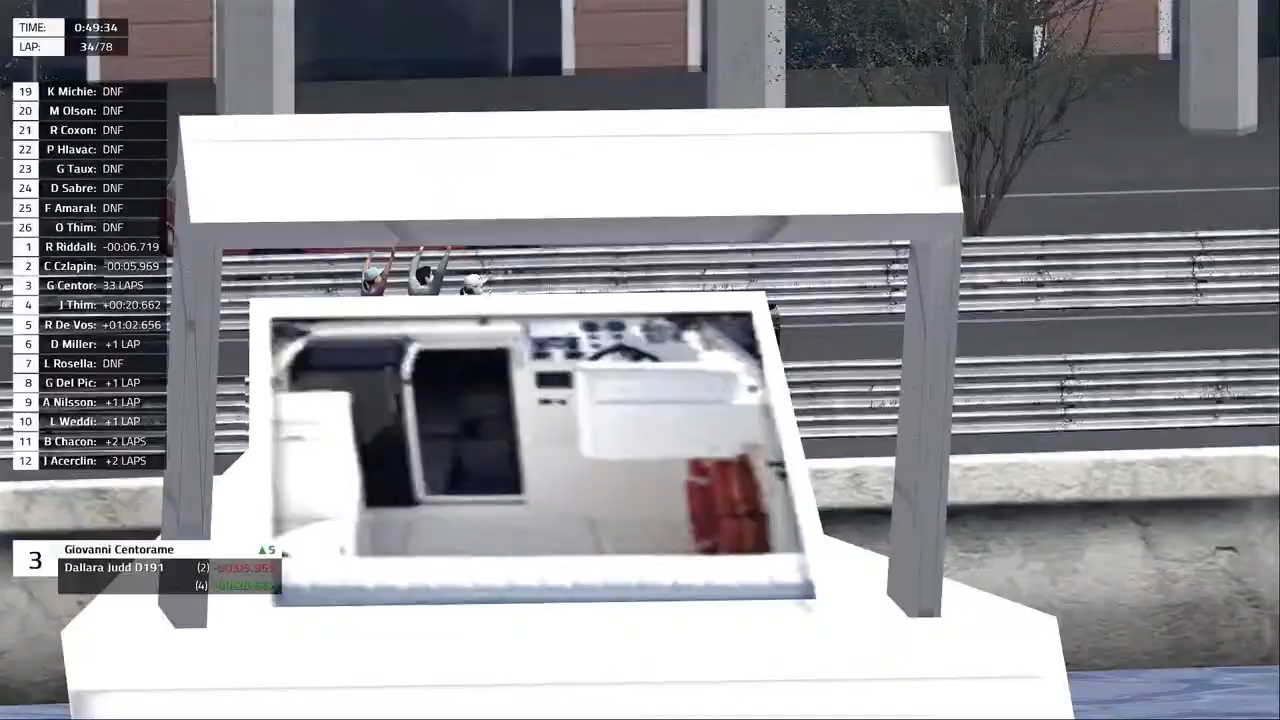 TIME: 0:49:34
LAP: 34/78
19 K Michie: DNF
20 M Olson: DNF
21 R Coxon: DNF
22 P Hlavac: DNF
23 G Taux: DNF
24 D Sabre: DNF
25 F Amaral: DNF
26 O Thim: DNF
1 R Riddall: -00:06.719
2 C Czlapin: -00:05.969
3 G Centor: 33 LAPS
4 J Thim: +00:20.662
5 R De Vos: +01:02.656
6 D Miller: +1 LAP
7 L Rosella: DNF
8 G Del Pic: +1 LAP
9 A Nilsson: +1 LAP
10 L Weddi: +1 LAP
11 B Chacon: +2 LAPS
12 J Acerclin: +2 LAPS
3 Giovanni Centorame ▲5
Dallara Judd D191 (2) -00:05.969
(4)